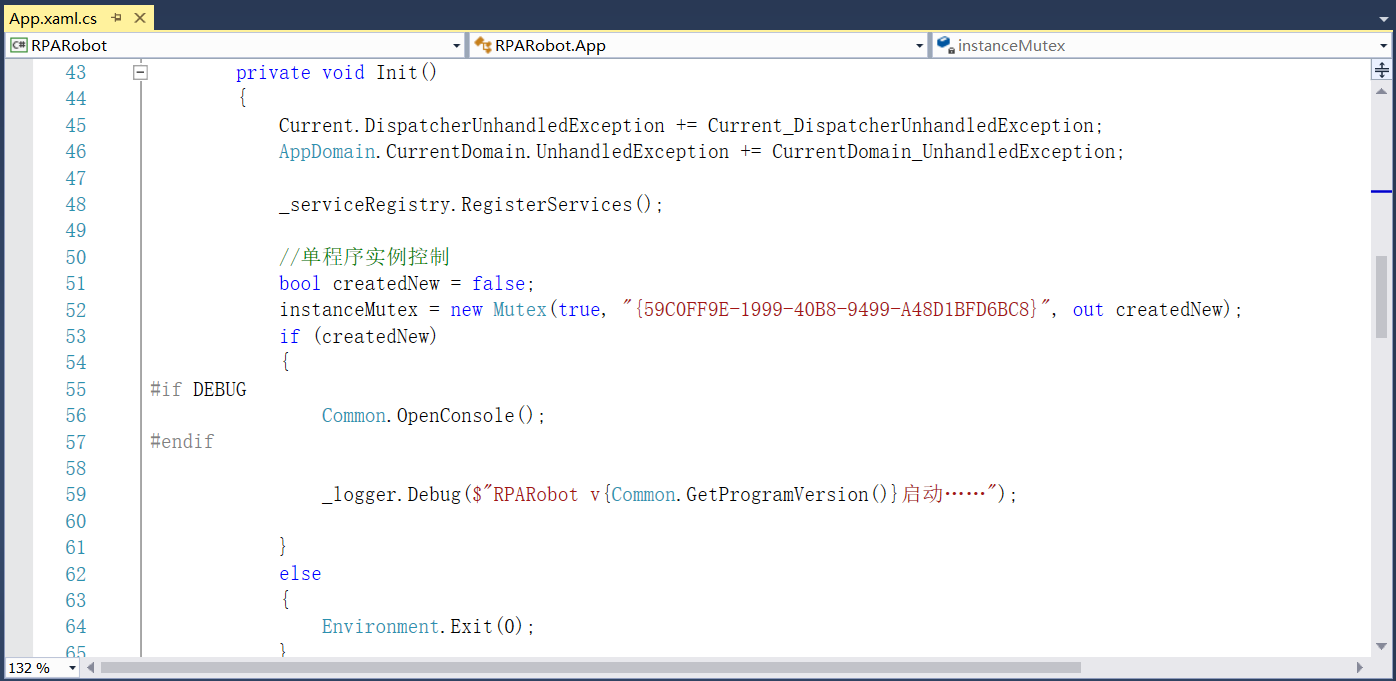 App.xaml.cs
RPARobot RPARobot.App instanceMutex
43 private void Init()
44 {
45 Current.DispatcherUnhandledException += Current_DispatcherUnhandledException;
46 AppDomain.CurrentDomain.UnhandledException += CurrentDomain_UnhandledException;
47
48 _serviceRegistry.RegisterServices();
49
50 //单程序实例控制
51 bool createdNew = false;
52 instanceMutex = new Mutex(true, "{59C0FF9E-1999-40B8-9499-A48D1BFD6BC8}", out createdNew);
53 if (createdNew)
54 {
55 #if DEBUG
56 Common.OpenConsole();
57 #endif
58
59 _logger.Debug($"RPARobot v{Common.GetProgramVersion()}启动……");
60
61 }
62 else
63 {
64 Environment.Exit(0);
65 }
132 %